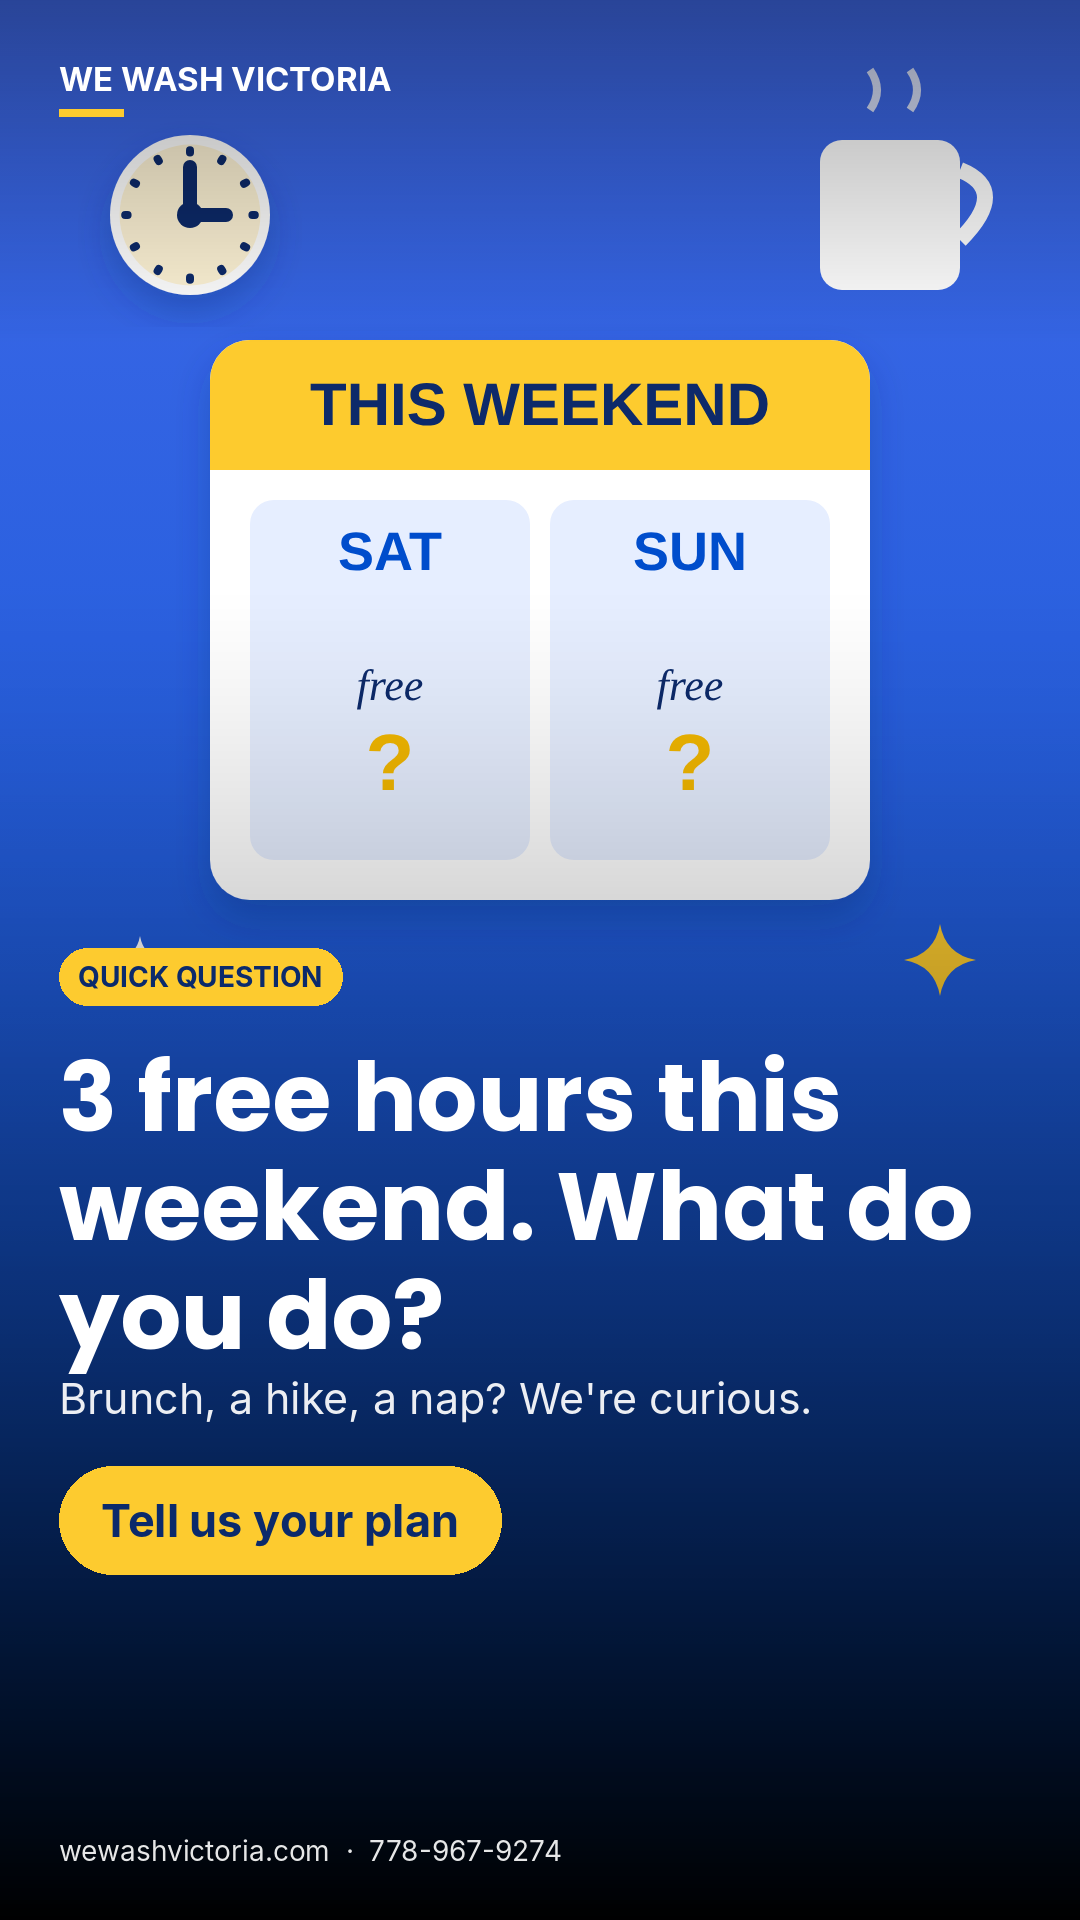 WE WASH VICTORIA
THIS WEEKEND
SAT
SUN
free
free
?
?
QUICK QUESTION
3 free hours this
weekend. What do
you do?
Brunch, a hike, a nap? We're curious.
Tell us your plan
wewashvictoria.com · 778-967-9274